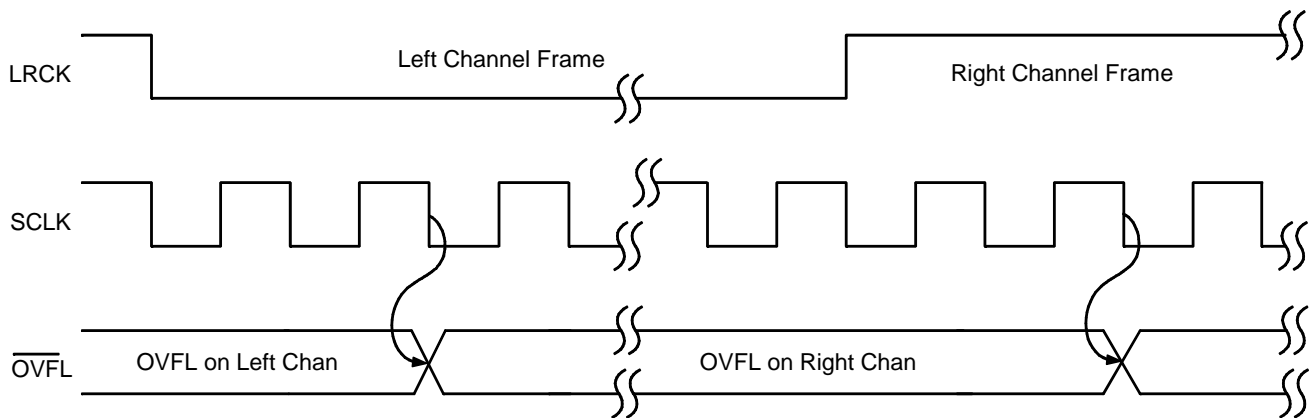 LRCK
Left Channel Frame
Right Channel Frame
SCLK
OVFL
OVFL on Left Chan
OVFL on Right Chan